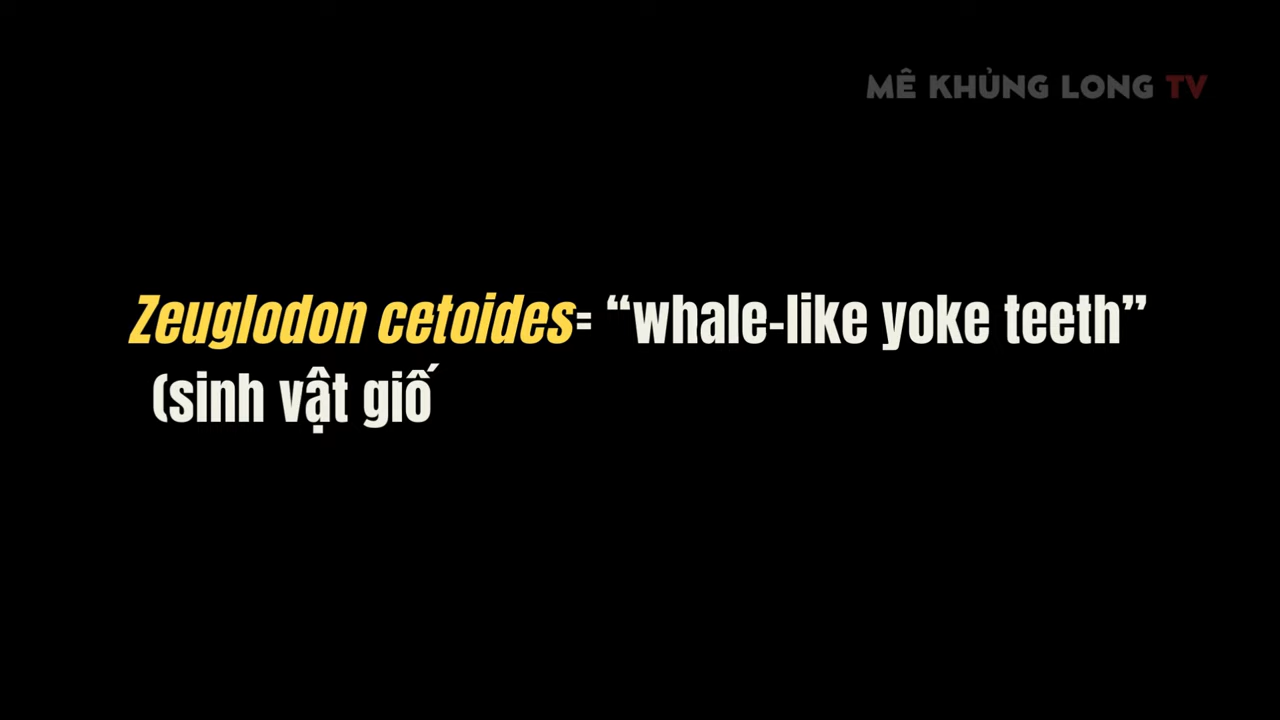 MÊ KHỦNG LONG TV
Zeuglodon cetoides= “whale-like yoke teeth”
(sinh vật giố